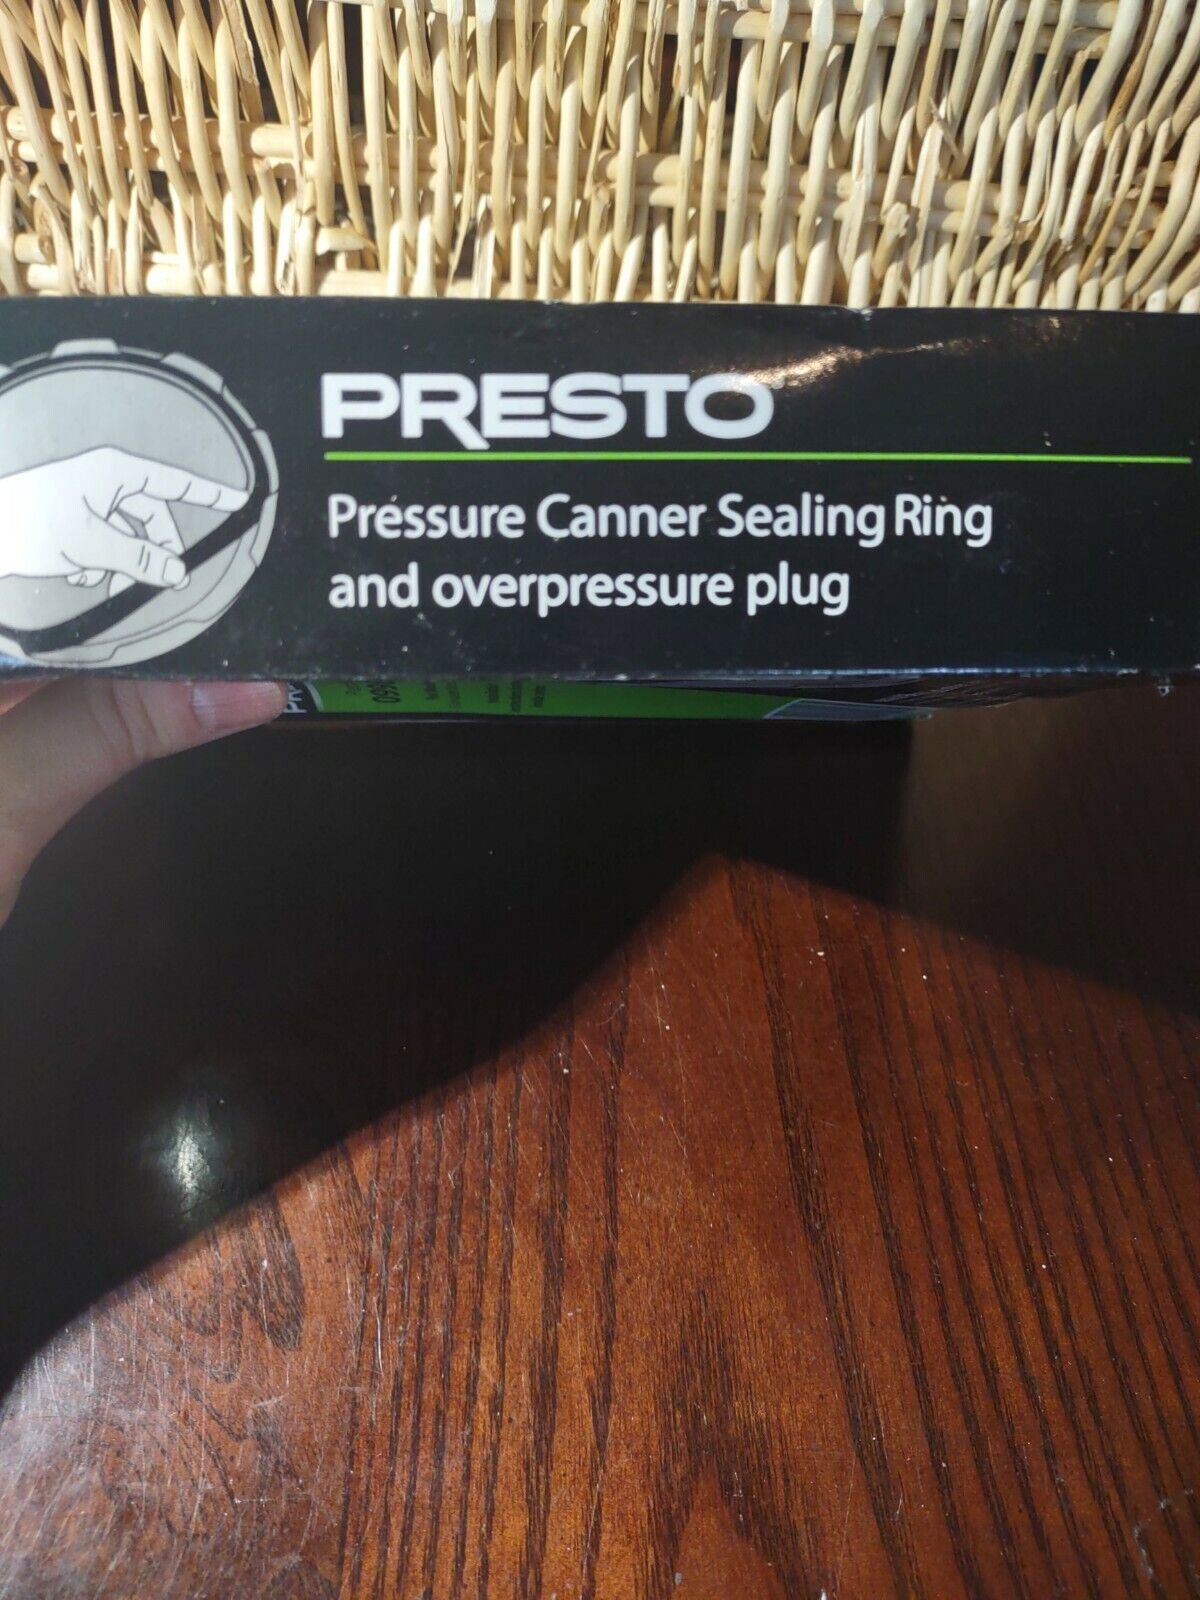 PRESTO
Pressure Canner Sealing Ring
and overpressure plug